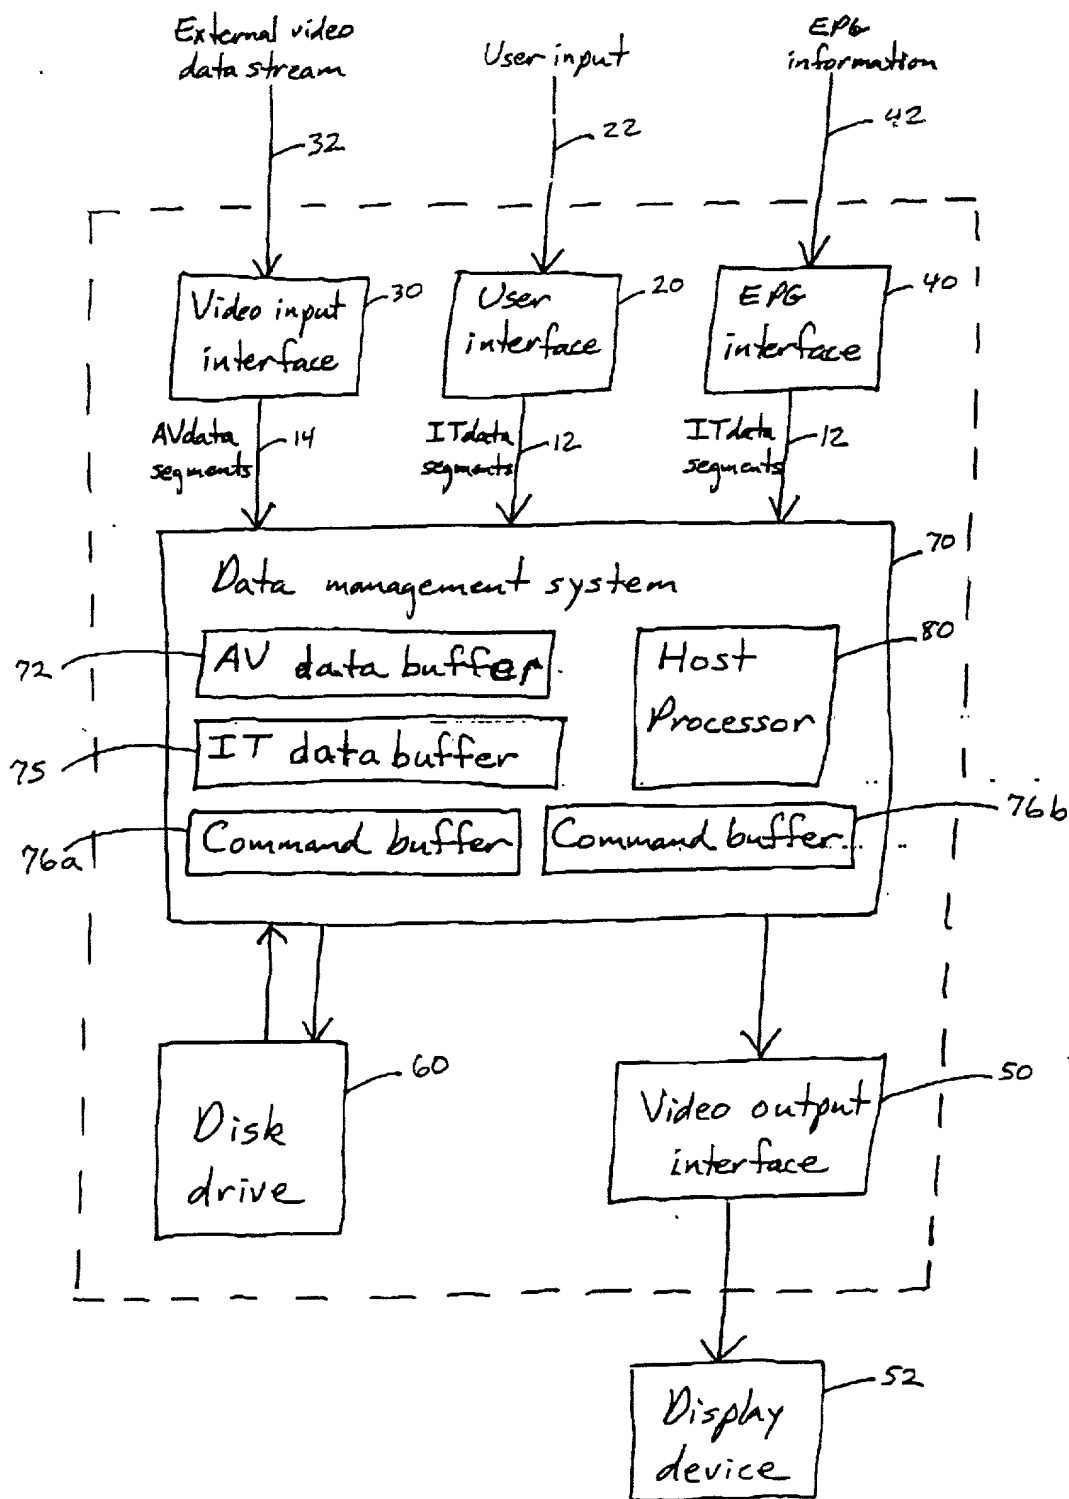 External video
data stream
User input
EPG
information
32
22
42
Video input
interface
30
User
interface
20
EPG
interface
40
AVdata
segments
14
ITdata
segments
12
ITdata
segments
12
70
Data management system
72
AV data buffer
Host
Processor
80
75
IT data buffer
76a
Command buffer
Command buffer
76b
Disk
drive
60
Video output
interface
50
Display
device
52